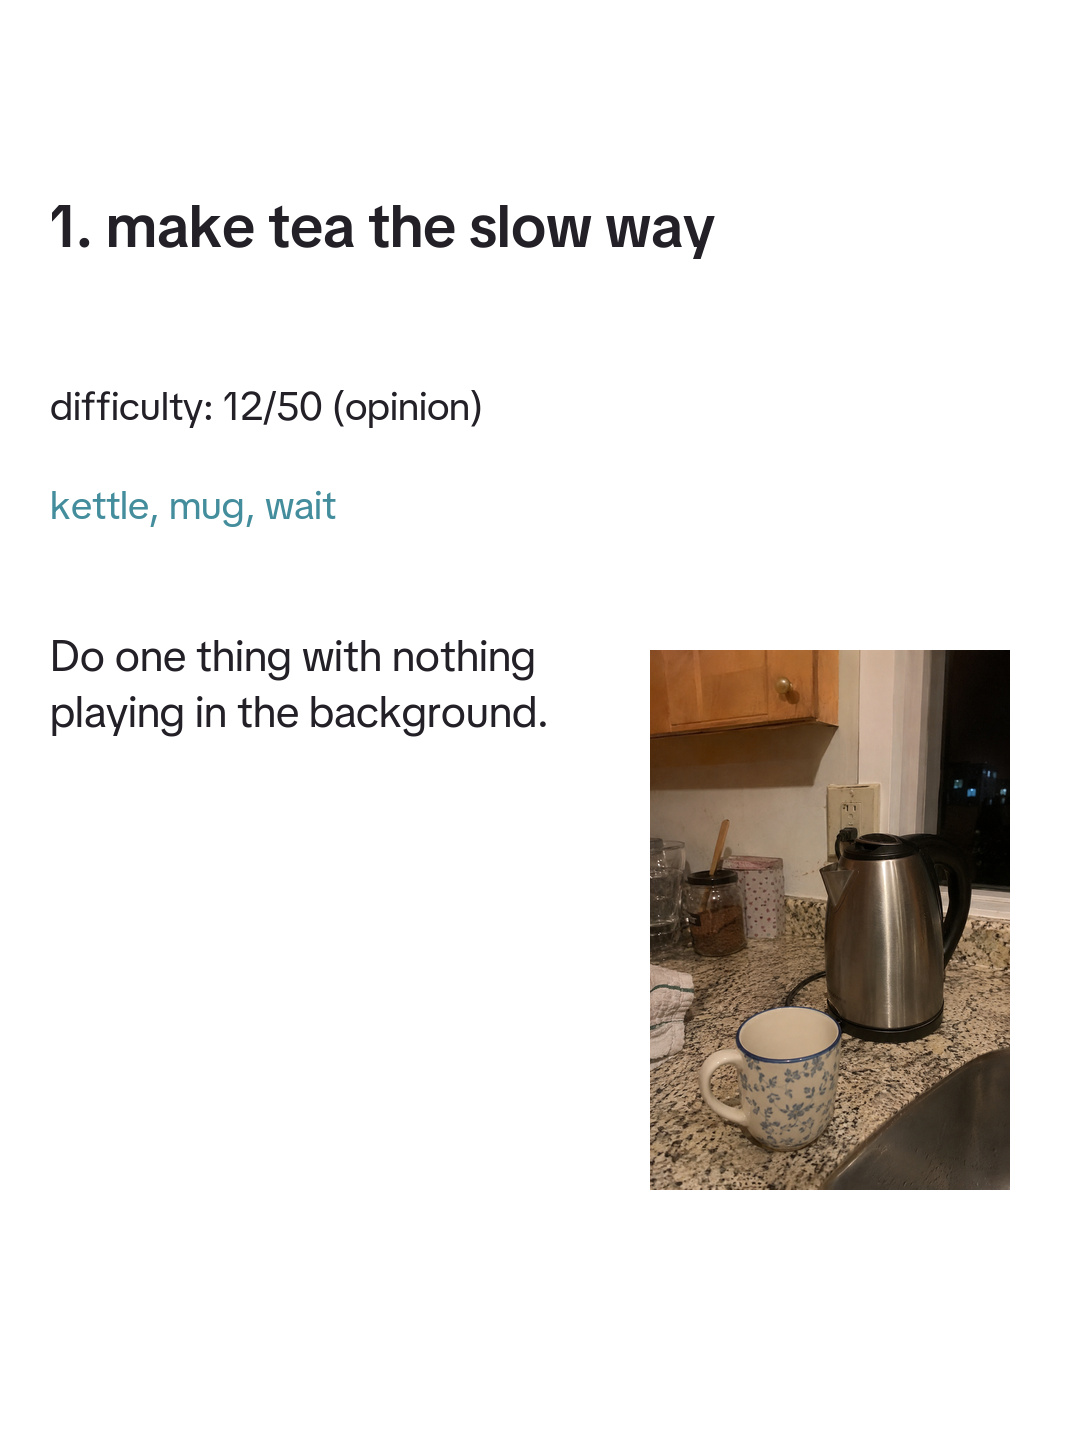 1. make tea the slow way
difficulty: 12/50 (opinion)
kettle, mug, wait
Do one thing with nothing
playing in the background.